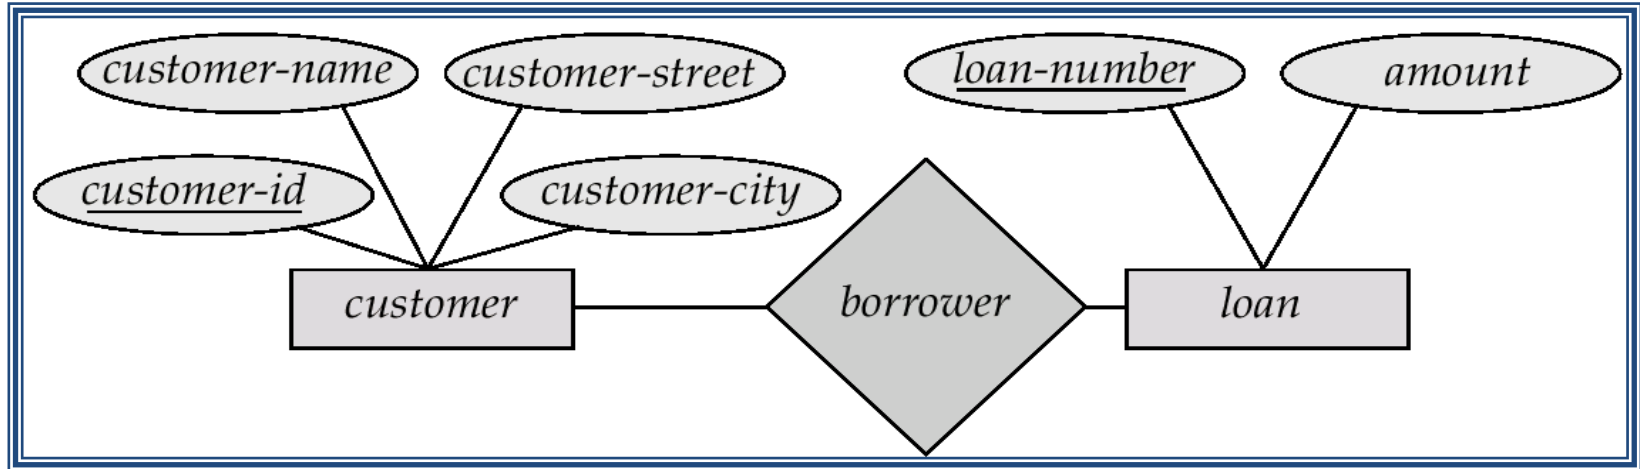 customer-name customer-street loan-number amount
customer-id customer-city
customer borrower loan